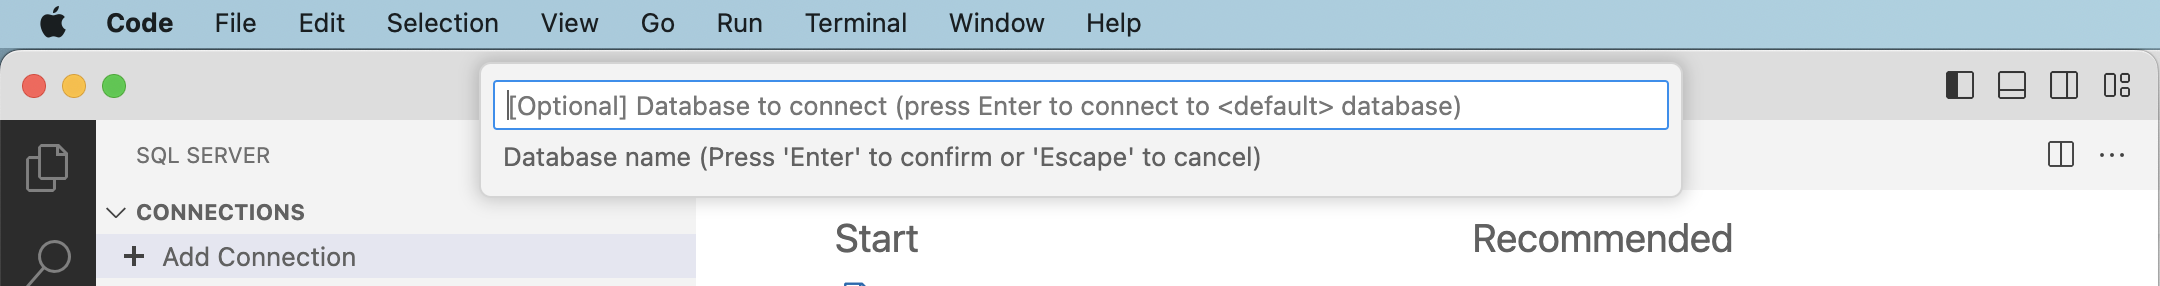 Code File Edit Selection View Go Run Terminal Window Help
[Optional] Database to connect (press Enter to connect to <default> database)
Database name (Press 'Enter' to confirm or 'Escape' to cancel)
SQL SERVER
CONNECTIONS
Add Connection
Start
Recommended